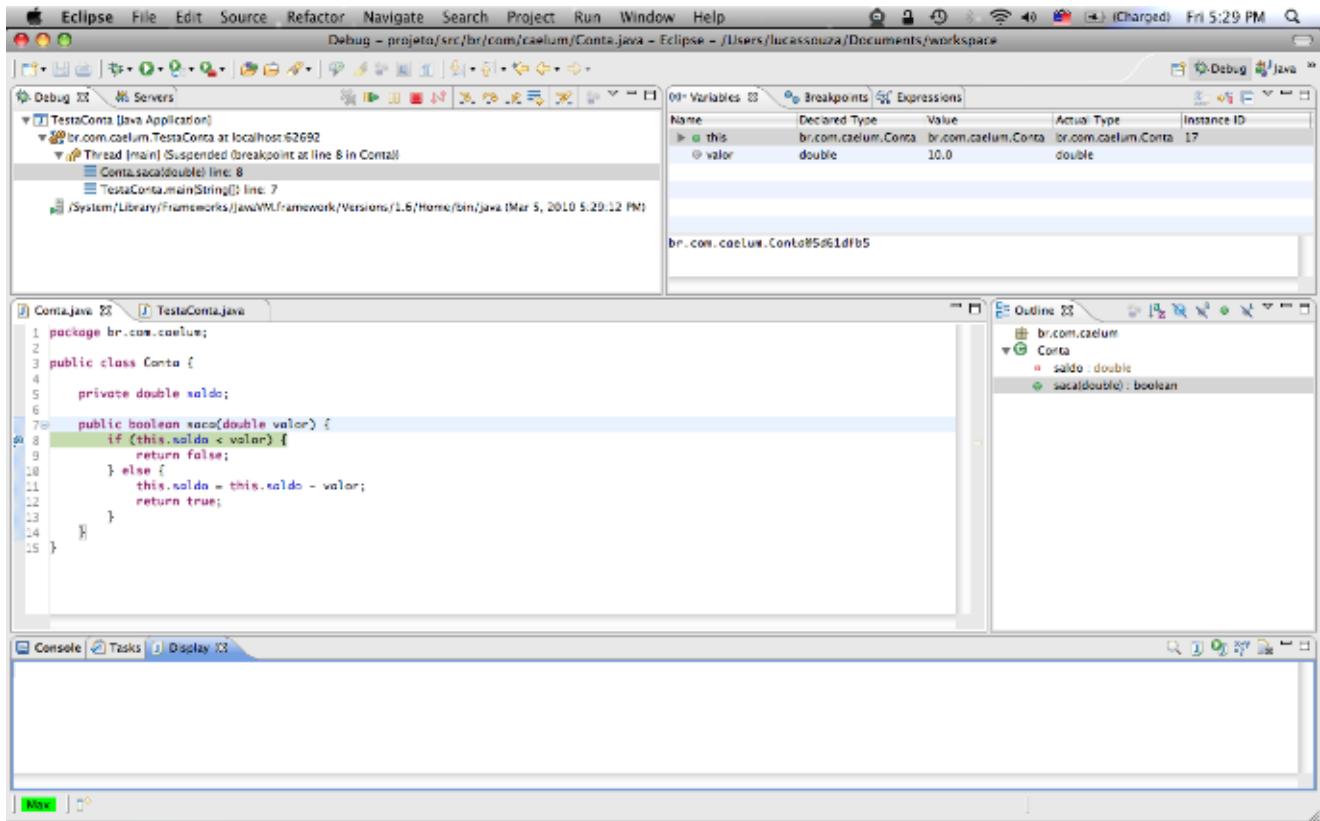 Eclipse File Edit Source Refactor Navigate Search Project Run Window Help (Charged) Fri 5:29 PM
Debug – projeto/src/br/com/caelum/Conta.java – Eclipse – /Users/lucassouza/Documents/workspace
Debug Java
Debug Servers
TestaConta [Java Application]
br.com.caelum.TestaConta at localhost:62692
Thread [main] (Suspended (breakpoint at line 8 in Conta))
Conta.saca(double) line: 8
TestaConta.main(String[]) line: 7
/System/Library/Frameworks/JavaVM.framework/Versions/1.6/Home/bin/java (Mar 5, 2010 5:29:12 PM)
(x)= Variables Breakpoints Expressions
Name Declared Type Value Actual Type Instance ID
this br.com.caelum.Conta br.com.caelum.Conta br.com.caelum.Conta 17
valor double 10.0 double
br.com.caelum.Conta@5d61dfb5
Conta.java TestaConta.java
1 package br.com.caelum;
2
3 public class Conta {
4
5 private double saldo;
6
7 public boolean saca(double valor) {
8 if (this.saldo < valor) {
9 return false;
10 } else {
11 this.saldo = this.saldo - valor;
12 return true;
13 }
14 }
15 }
Outline
br.com.caelum
Conta
saldo : double
saca(double) : boolean
Console Tasks Display
Max